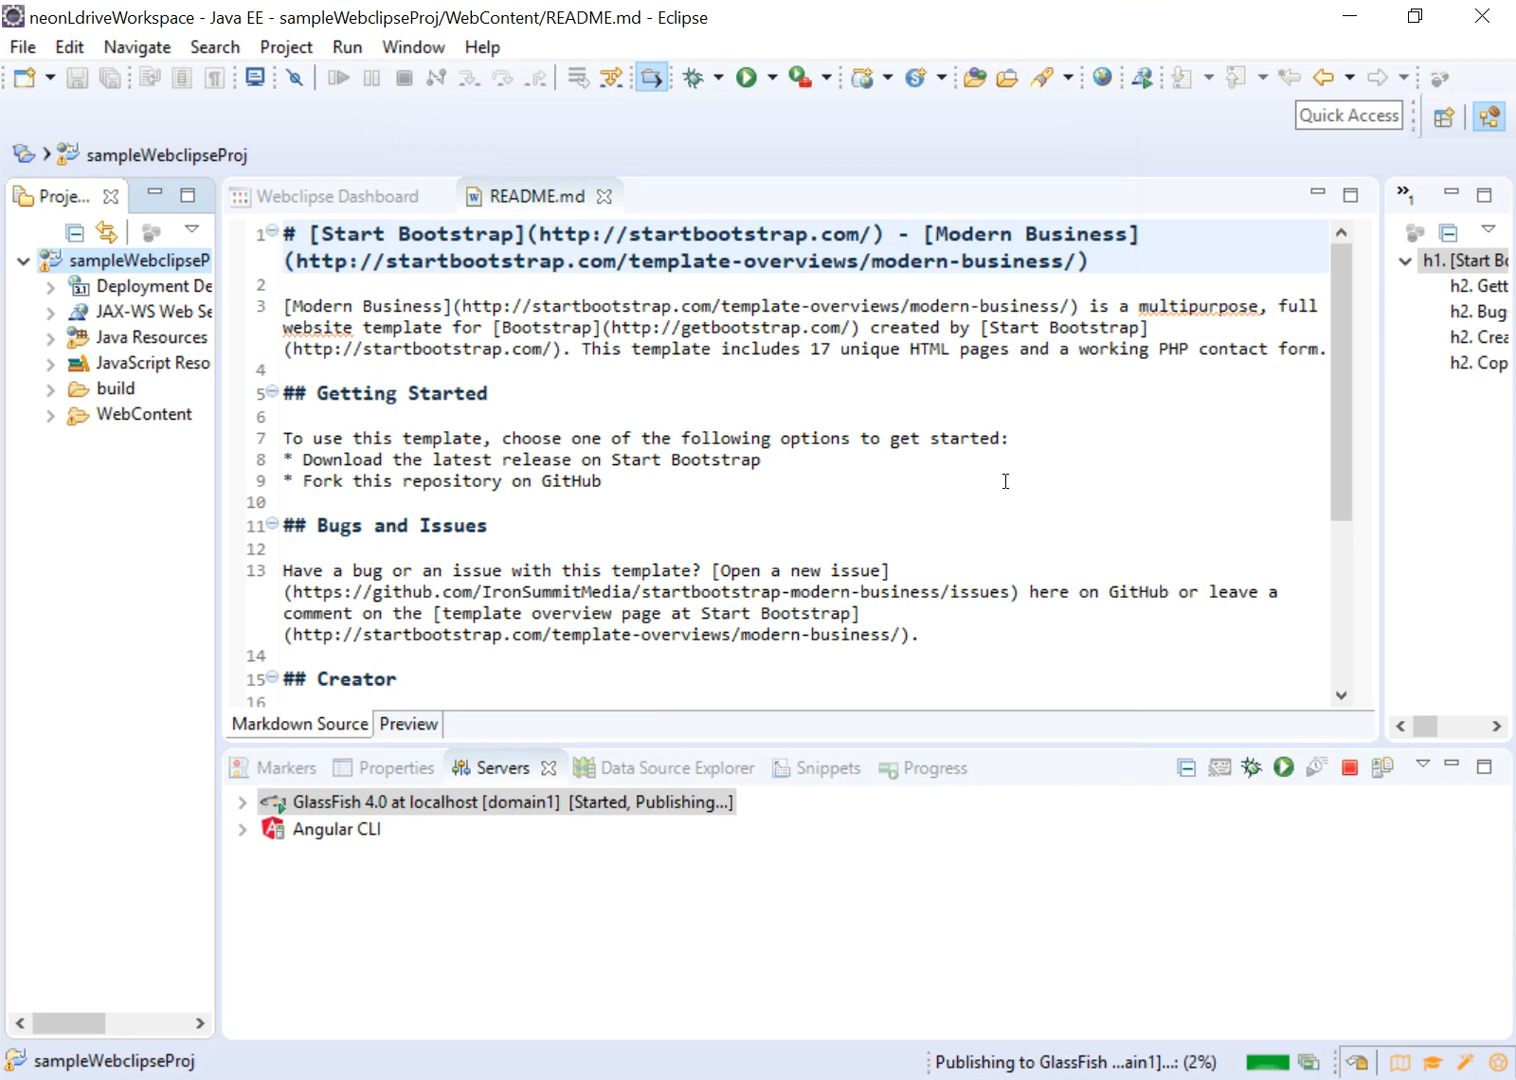 neonLdriveWorkspace - Java EE - sampleWebclipseProj/WebContent/README.md - Eclipse
File Edit Navigate Search Project Run Window Help
Quick Access
sampleWebclipseProj
Proje...
Webclipse Dashboard
README.md
»1
sampleWebclipseP
Deployment De
JAX-WS Web Se
Java Resources
JavaScript Reso
build
WebContent
1 # [Start Bootstrap](http://startbootstrap.com/) - [Modern Business]
(http://startbootstrap.com/template-overviews/modern-business/)
2
3 [Modern Business](http://startbootstrap.com/template-overviews/modern-business/) is a multipurpose, full
website template for [Bootstrap](http://getbootstrap.com/) created by [Start Bootstrap]
(http://startbootstrap.com/). This template includes 17 unique HTML pages and a working PHP contact form.
4
5 ## Getting Started
6
7 To use this template, choose one of the following options to get started:
8 * Download the latest release on Start Bootstrap
9 * Fork this repository on GitHub
10
11 ## Bugs and Issues
12
13 Have a bug or an issue with this template? [Open a new issue]
(https://github.com/IronSummitMedia/startbootstrap-modern-business/issues) here on GitHub or leave a
comment on the [template overview page at Start Bootstrap]
(http://startbootstrap.com/template-overviews/modern-business/).
14
15 ## Creator
16
h1. [Start Bo
h2. Gett
h2. Bug
h2. Crea
h2. Cop
Markdown Source Preview
Markers Properties Servers Data Source Explorer Snippets Progress
GlassFish 4.0 at localhost [domain1] [Started, Publishing...]
Angular CLI
sampleWebclipseProj
Publishing to GlassFish ...ain1]...: (2%)